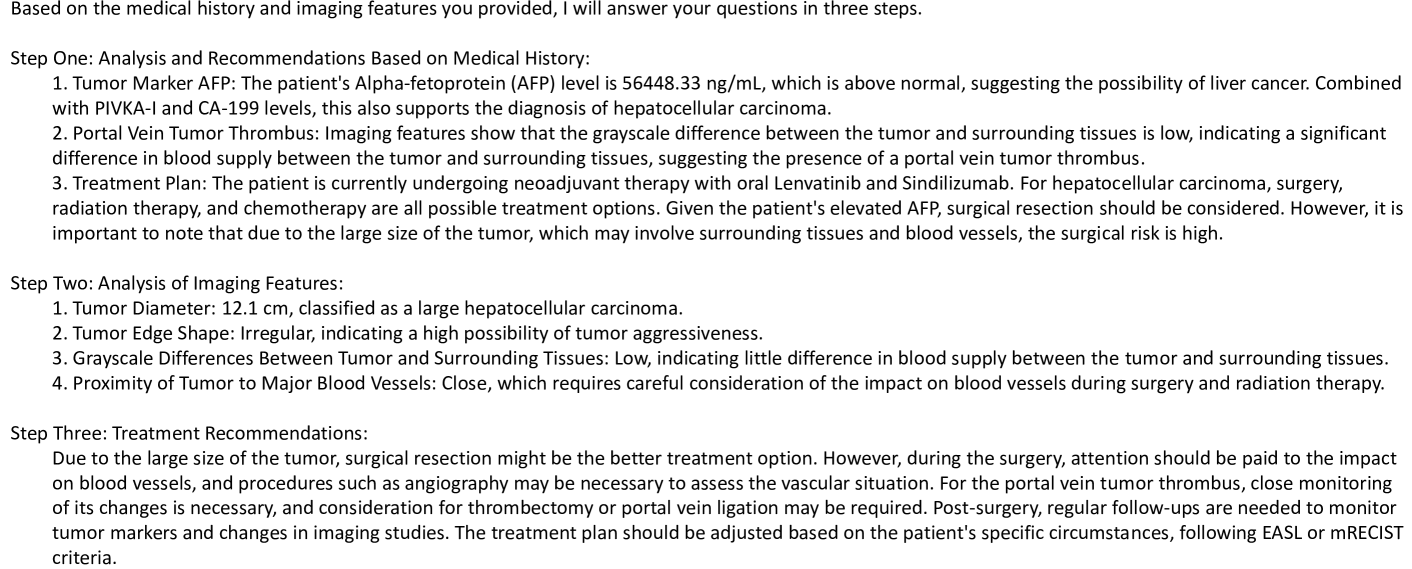 Based on the medical history and imaging features you provided, I will answer your questions in three steps.
Step One: Analysis and Recommendations Based on Medical History:
1. Tumor Marker AFP: The patient's Alpha-fetoprotein (AFP) level is 56448.33 ng/mL, which is above normal, suggesting the possibility of liver cancer. Combined
with PIVKA-I and CA-199 levels, this also supports the diagnosis of hepatocellular carcinoma.
2. Portal Vein Tumor Thrombus: Imaging features show that the grayscale difference between the tumor and surrounding tissues is low, indicating a significant
difference in blood supply between the tumor and surrounding tissues, suggesting the presence of a portal vein tumor thrombus.
3. Treatment Plan: The patient is currently undergoing neoadjuvant therapy with oral Lenvatinib and Sindilizumab. For hepatocellular carcinoma, surgery,
radiation therapy, and chemotherapy are all possible treatment options. Given the patient's elevated AFP, surgical resection should be considered. However, it is
important to note that due to the large size of the tumor, which may involve surrounding tissues and blood vessels, the surgical risk is high.
Step Two: Analysis of Imaging Features:
1. Tumor Diameter: 12.1 cm, classified as a large hepatocellular carcinoma.
2. Tumor Edge Shape: Irregular, indicating a high possibility of tumor aggressiveness.
3. Grayscale Differences Between Tumor and Surrounding Tissues: Low, indicating little difference in blood supply between the tumor and surrounding tissues.
4. Proximity of Tumor to Major Blood Vessels: Close, which requires careful consideration of the impact on blood vessels during surgery and radiation therapy.
Step Three: Treatment Recommendations:
Due to the large size of the tumor, surgical resection might be the better treatment option. However, during the surgery, attention should be paid to the impact
on blood vessels, and procedures such as angiography may be necessary to assess the vascular situation. For the portal vein tumor thrombus, close monitoring
of its changes is necessary, and consideration for thrombectomy or portal vein ligation may be required. Post-surgery, regular follow-ups are needed to monitor
tumor markers and changes in imaging studies. The treatment plan should be adjusted based on the patient's specific circumstances, following EASL or mRECIST
criteria.